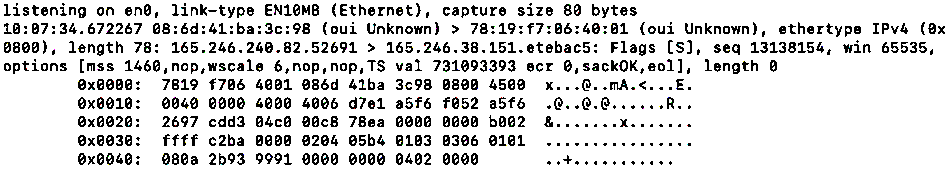 listening on en0, link-type EN10MB (Ethernet), capture size 80 bytes
10:07:34.672267 08:6d:41:ba:3c:98 (oui Unknown) > 78:19:f7:06:40:01 (oui Unknown), ethertype IPv4 (0x
0800), length 78: 165.246.240.82.52691 > 165.246.38.151.etebac5: Flags [S], seq 13138154, win 65535,
options [mss 1460,nop,wscale 6,nop,nop,TS val 731093393 ecr 0,sackOK,eol], length 0
0x0000: 7819 f706 4001 086d 41ba 3c98 0800 4500 x...@..mA.<...E.
0x0010: 0040 0000 4000 4006 d7e1 a5f6 f052 a5f6 .@..@.@......R..
0x0020: 2697 cdd3 04c0 00c8 78ea 0000 0000 b002 &.......x.......
0x0030: ffff c2ba 0000 0204 05b4 0103 0306 0101 ................
0x0040: 080a 2b93 9991 0000 0000 0402 0000 ..+...........